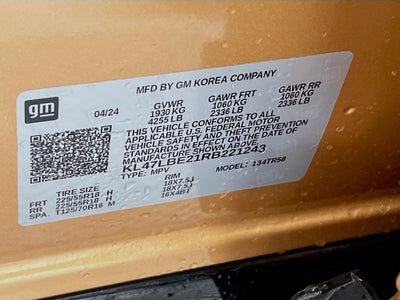 gm
MFD BY GM KOREA COMPANY
04/24 GVWR GAWR FRT GAWR RR
1930 KG 1060 KG 1060 KG
4255 LB 2336 LB 2336 LB
THIS VEHICLE CONFORMS TO ALL
APPLICABLE U.S. FEDERAL MOTOR
VEHICLE SAFETY AND THEFT PREVENTION
STANDARDS IN EFFECT ON THE DATE OF
MANUFACTURE SHOWN ABOVE.
KL47LBE21RB221243
TYPE: MPV MODEL: 134TR58
TIRE SIZE RIM
FRT 225/55R18 H 18X7.5J
RR 225/55R18 H 18X7.5J
SPA T125/70R16 M 16X4BT